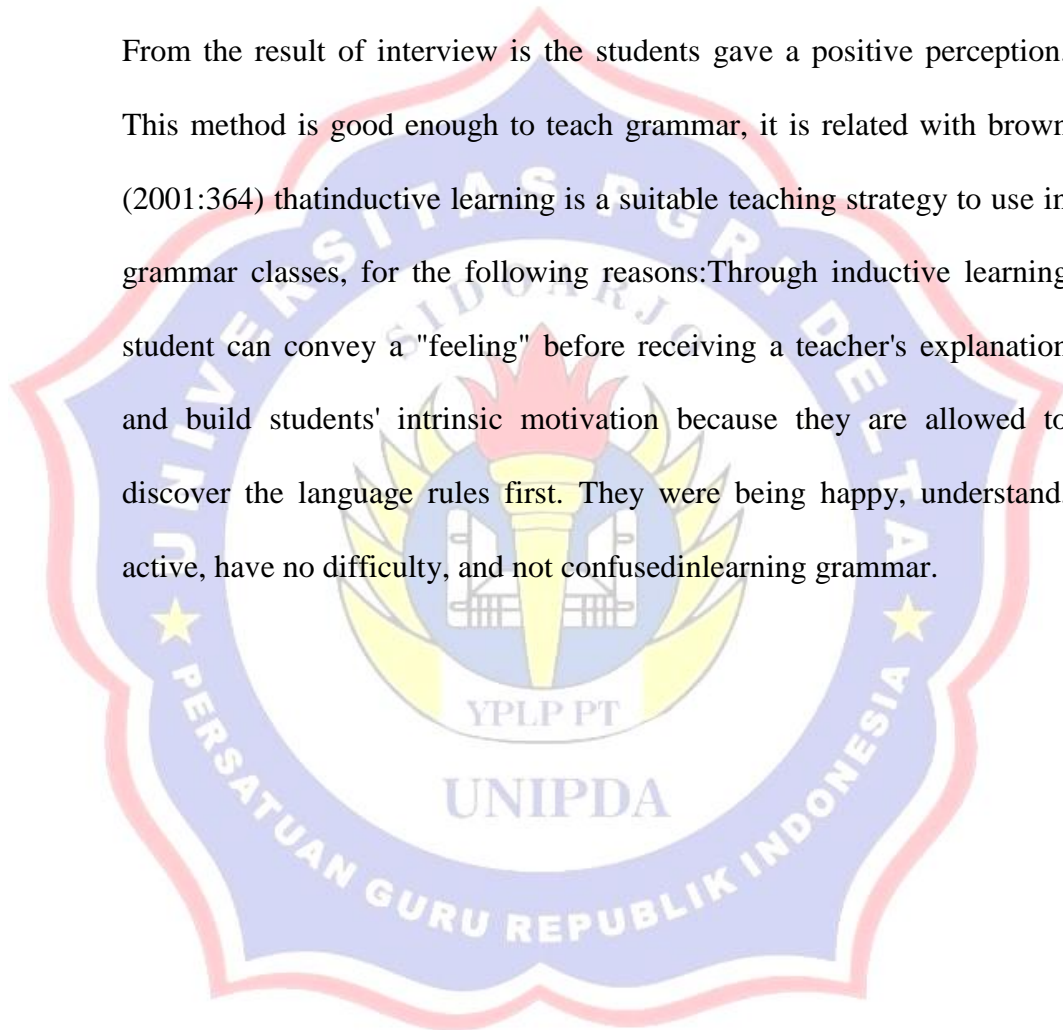 From the result of interview is the students gave a positive perception.
This method is good enough to teach grammar, it is related with brown
(2001:364) thatinductive learning is a suitable teaching strategy to use in
grammar classes, for the following reasons:Through inductive learning
student can convey a "feeling" before receiving a teacher's explanation
and build students' intrinsic motivation because they are allowed to
discover the language rules first. They were being happy, understand,
active, have no difficulty, and not confusedinlearning grammar.
UNIVERSITAS PGRI DELTA
SIDOARJO
YPLP PT
UNIPDA
PERSATUAN GURU REPUBLIK INDONESIA